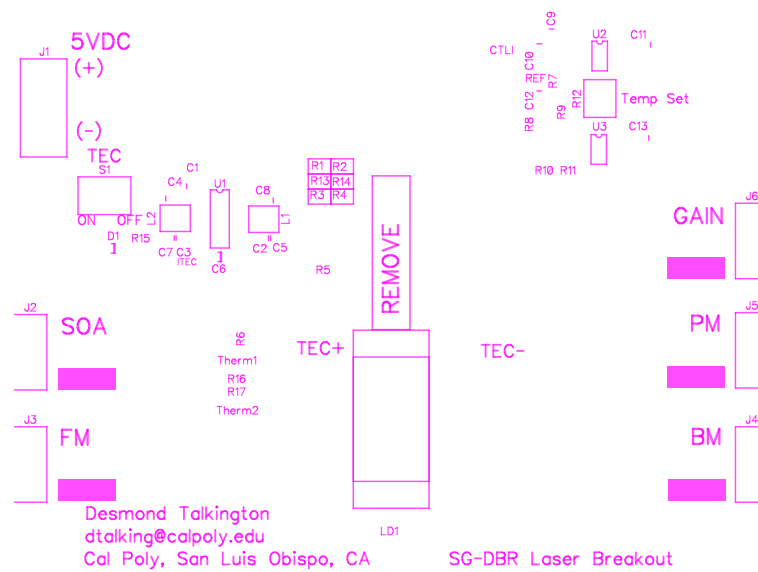 C9
5VDC
U2
C11
J1
CTLI
(+)
C10
REF
R7
C12
R12
Temp Set
R9
R8
U3
C13
(-)
TEC
S1
C1
R1 R2
R10 R11
C4
U1
R13 R14
C8
R3 R4
J6
ON OFF
L2
L1
GAIN
D1
R15
C7 C3
C2 C5
ITEC
C6
R5
REMOVE
J2
J5
SOA
PM
R6
TEC+
TEC-
Therm1
R16
R17
Therm2
J3
J4
FM
BM
Desmond Talkington
LD1
dtalking@calpoly.edu
Cal Poly, San Luis Obispo, CA
SG-DBR Laser Breakout